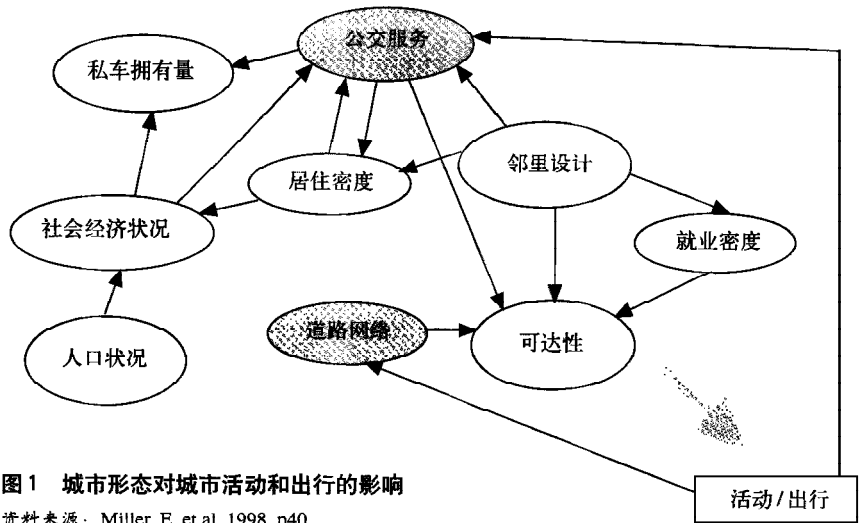 公交服务
私车拥有量
邻里设计
居住密度
社会经济状况
就业密度
道路网络
可达性
人口状况
图1 城市形态对城市活动和出行的影响
活动/出行
资料来源：Miller, E. et al, 1998, p40